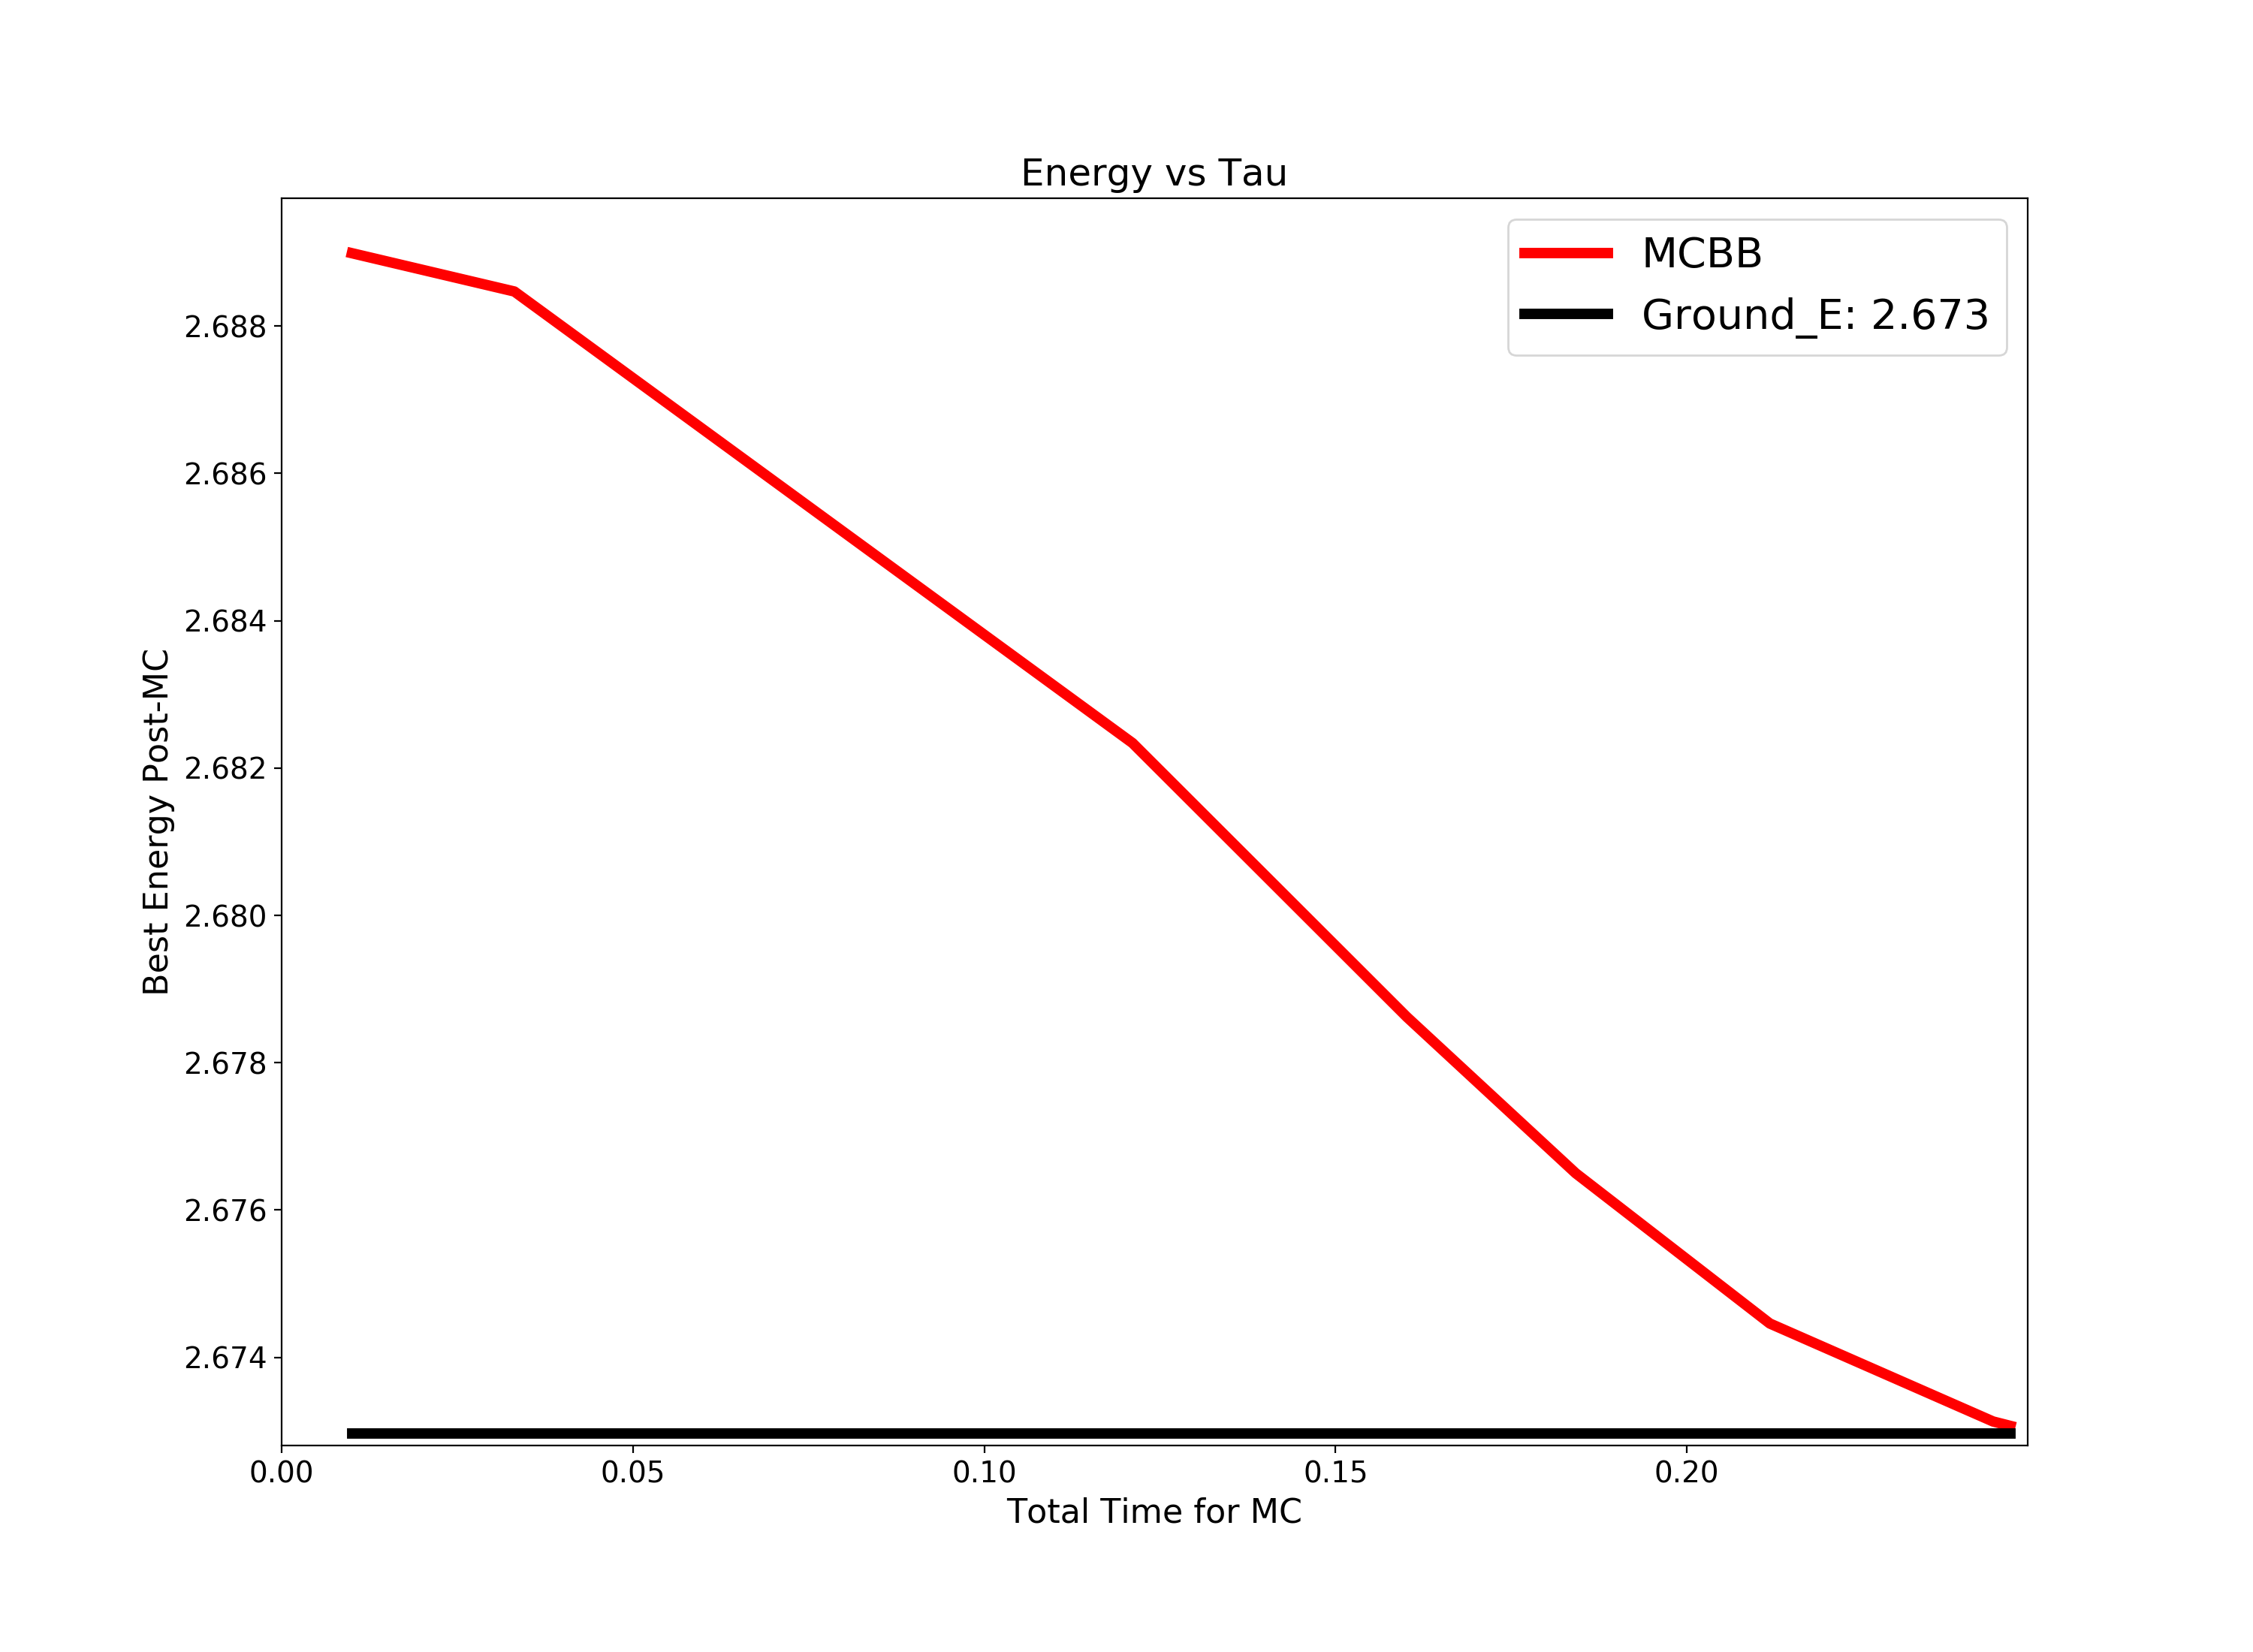 Energy vs Tau
MCBB
Ground_E: 2.673
Best Energy Post-MC
2.688
2.686
2.684
2.682
2.680
2.678
2.676
2.674
0.00 0.05 0.10 0.15 0.20
Total Time for MC